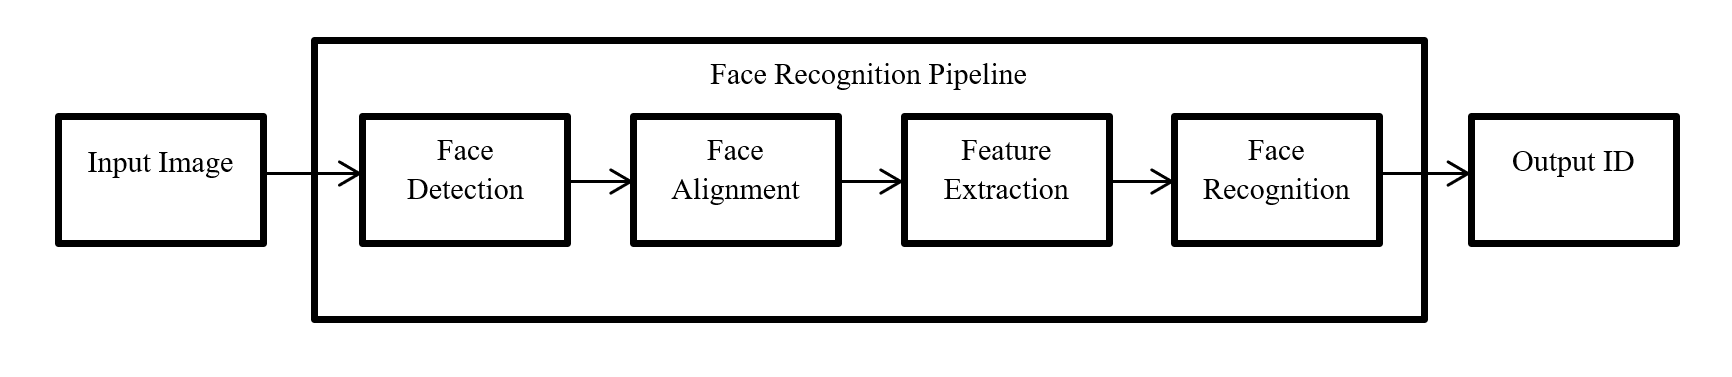 Face Recognition Pipeline
Input Image
Face
Detection
Face
Alignment
Feature
Extraction
Face
Recognition
Output ID